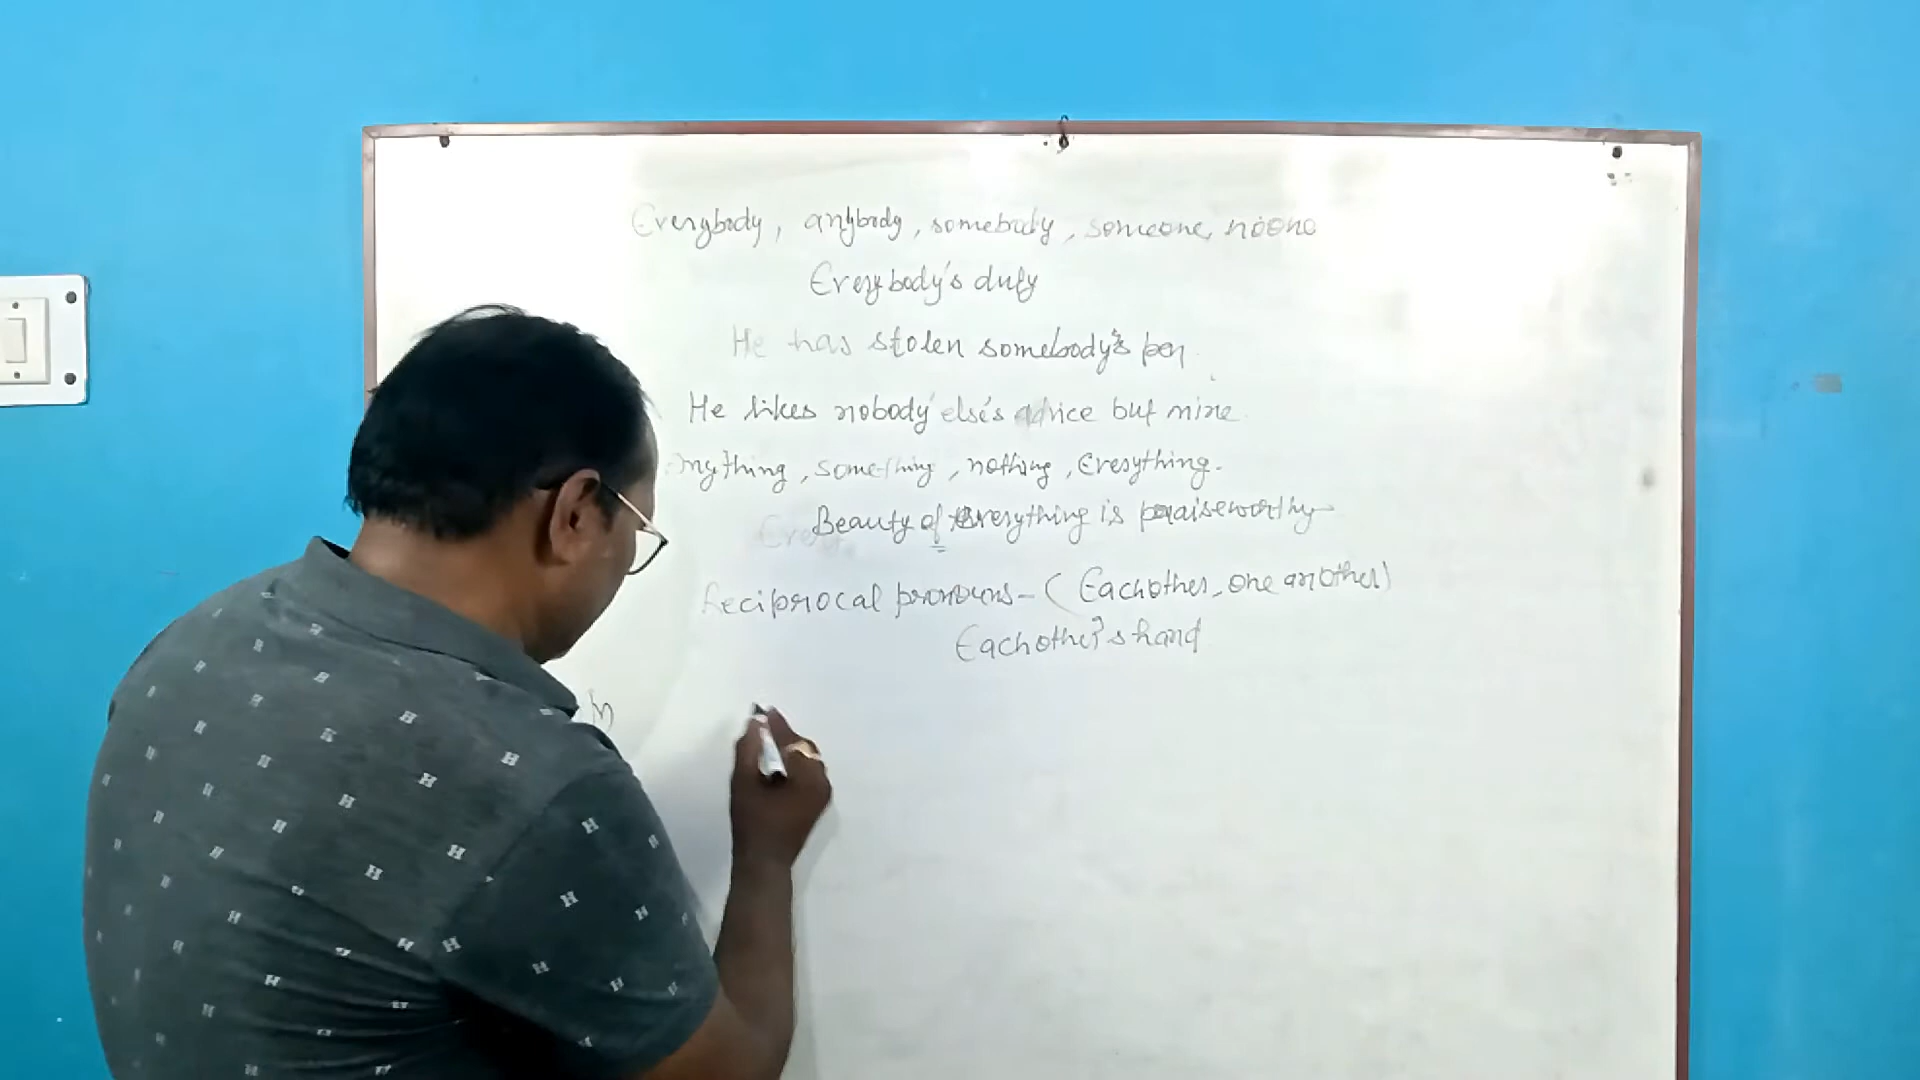 Everybody, anybody, somebody, someone, noone
Everybody's duty
He has stolen somebody's pen.
He likes nobody else's advice but mine.
Anything, something, nothing, Everything.
Beauty of everything is praiseworthy
Reciprocal pronouns - (Eachother, one another)
Eachother's hand